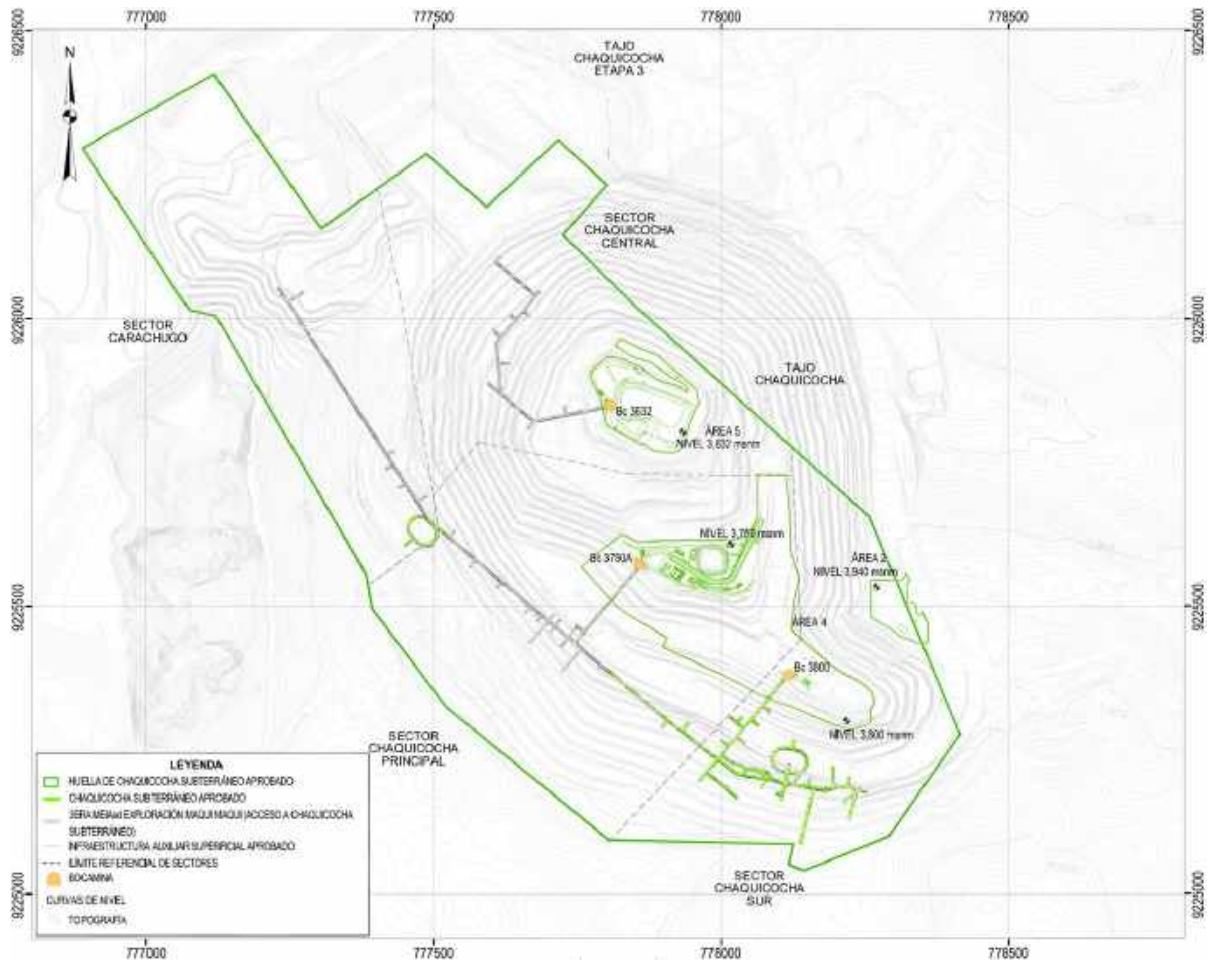 777000
777500
778000
778500
9226500
9226500
N
TAJO
CHAQUICOCHA
ETAPA 3
SECTOR
CHAQUICOCHA
CENTRAL
9226000
9226000
SECTOR
CARACHUGO
TAJO
CHAQUICOCHA
Bc 3632
ÁREA 5
NIVEL 3,632 msnm
NIVEL 3,780 msnm
Bc 3780A
ÁREA 2
NIVEL 3,940 msnm
9225500
9225500
ÁREA 4
Bc 3800
NIVEL 3,800 msnm
SECTOR
CHAQUICOCHA
PRINCIPAL
LEYENDA
HUELLA DE CHAQUICOCHA SUBTERRÁNEO APROBADO
CHAQUICOCHA SUBTERRÁNEO APROBADO
3ERA MEIAsd EXPLORACIÓN MAQUI MAQUI (ACCESO A CHAQUICOCHA
SUBTERRÁNEO)
INFRAESTRUCTURA AUXILIAR SUPERFICIAL APROBADO
LÍMITE REFERENCIAL DE SECTORES
BOCAMINA
CURVAS DE NIVEL
TOPOGRAFÍA
SECTOR
CHAQUICOCHA
SUR
9225000
9225000
777000
777500
778000
778500